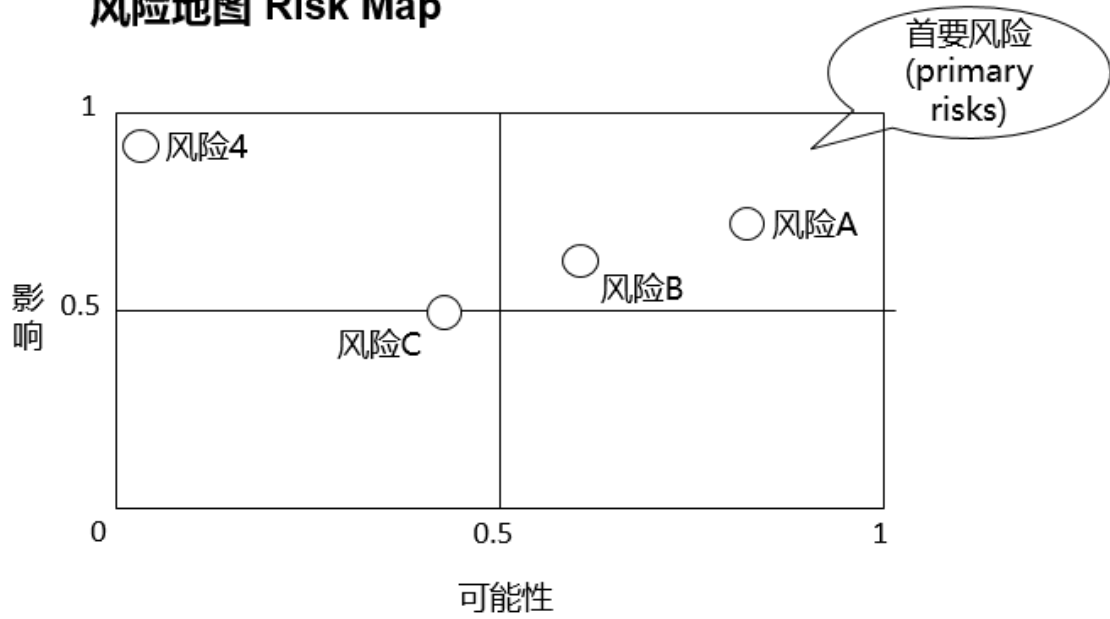 风险地图 Risk Map
首要风险
(primary
risks)
1
风险4
风险A
风险B
影
响
0.5
风险C
0
0.5
1
可能性